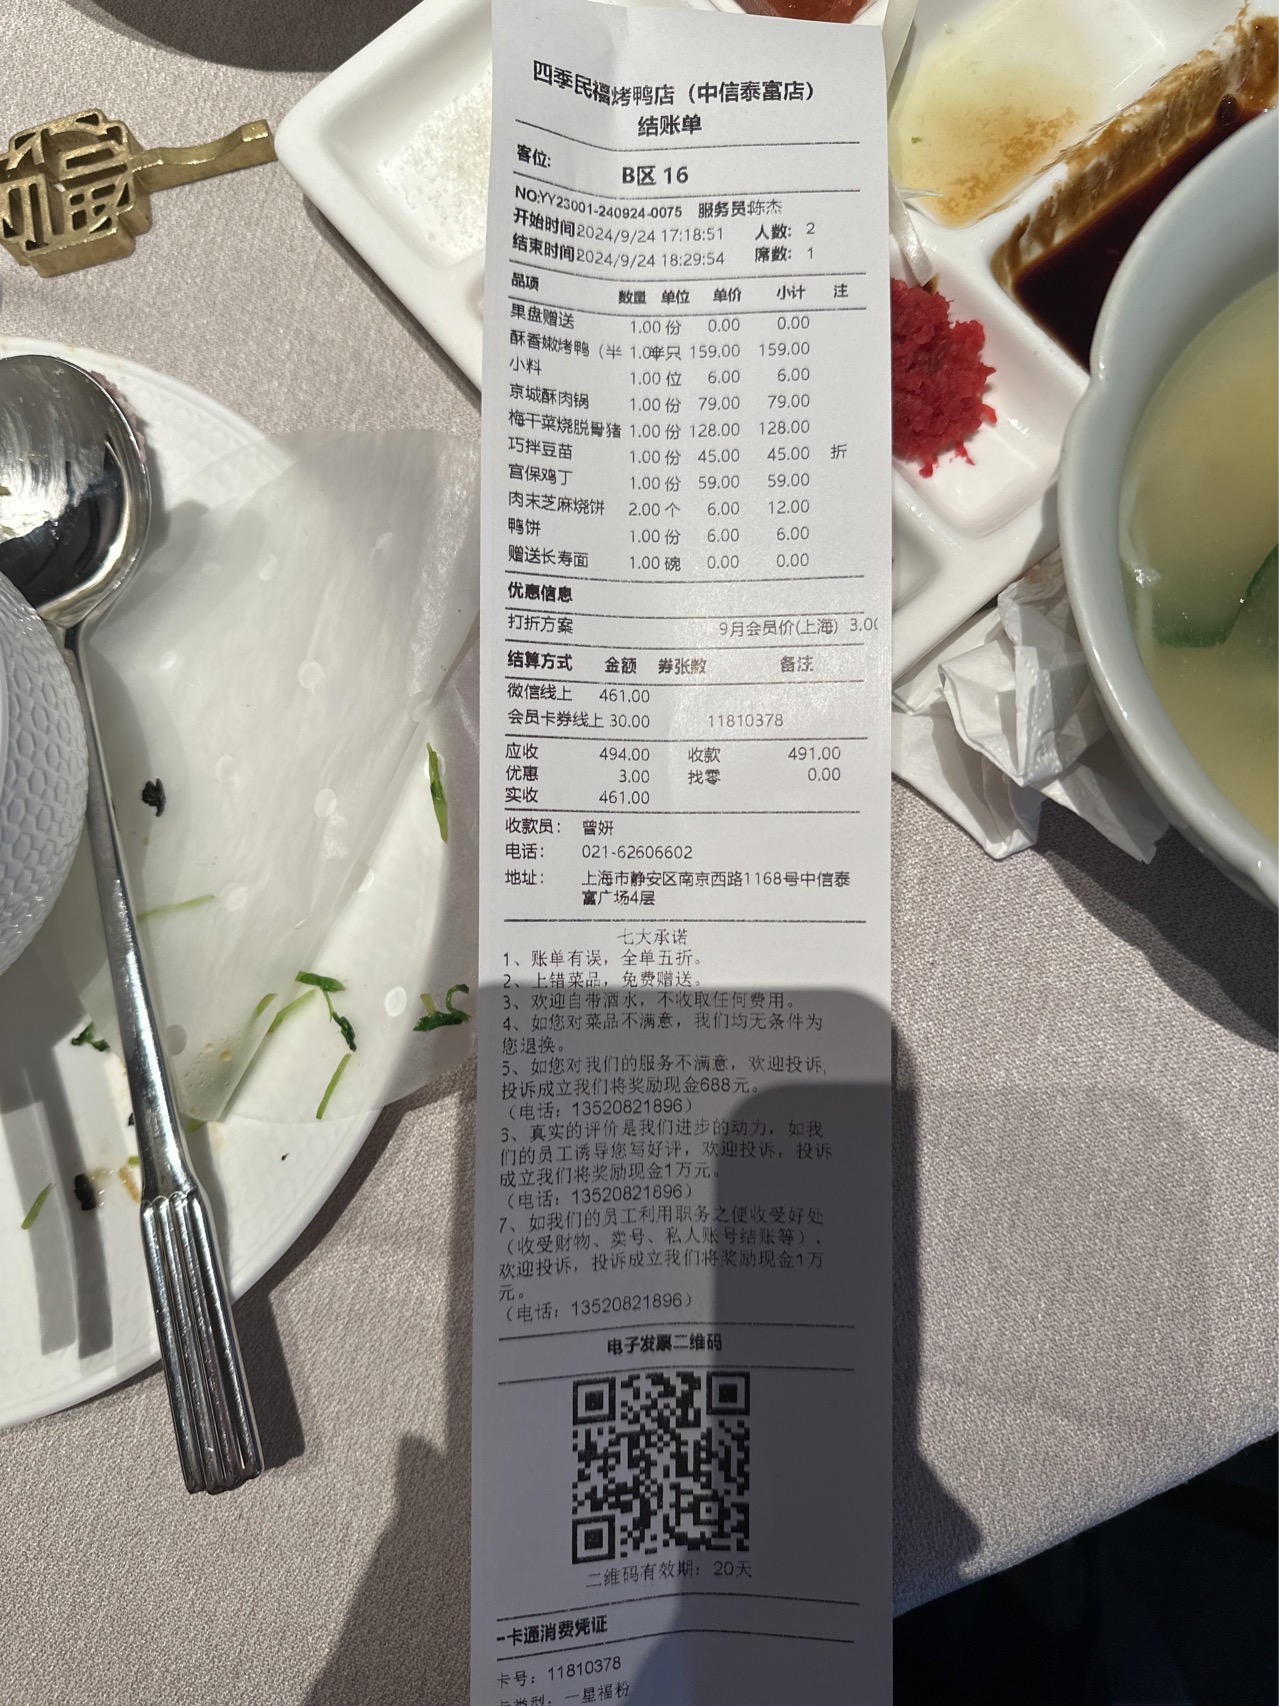 四季民福烤鸭店（中信泰富店）
结账单
客位: B区 16
NO:YY23001-240924-0075 服务员:陈杰
开始时间2024/9/24 17:18:51 人数: 2
结束时间2024/9/24 18:29:54 席数: 1
品项 数量 单位 单价 小计 注
果盘赠送 1.00 份 0.00 0.00
酥香嫩烤鸭（半 1.00半只 159.00 159.00
小料 1.00 位 6.00 6.00
京城酥肉锅 1.00 份 79.00 79.00
梅干菜烧脱骨猪 1.00 份 128.00 128.00
巧拌豆苗 1.00 份 45.00 45.00 折
宫保鸡丁 1.00 份 59.00 59.00
肉末芝麻烧饼 2.00 个 6.00 12.00
鸭饼 1.00 份 6.00 6.00
赠送长寿面 1.00 碗 0.00 0.00
优惠信息
打折方案 9月会员价(上海) 3.00
结算方式 金额 券张数 备注
微信线上 461.00
会员卡券线上 30.00 11810378
应收 494.00 收款 491.00
优惠 3.00 找零 0.00
实收 461.00
收款员: 曾妍
电话: 021-62606602
地址: 上海市静安区南京西路1168号中信泰
富广场4层
七大承诺
1、账单有误，全单五折。
2、上错菜品，免费赠送。
3、欢迎自带酒水，不收取任何费用。
4、如您对菜品不满意，我们均无条件为
您退换。
5、如您对我们的服务不满意，欢迎投诉,
投诉成立我们将奖励现金688元。
（电话：13520821896）
6、真实的评价是我们进步的动力，如我
们的员工诱导您写好评，欢迎投诉，投诉
成立我们将奖励现金1万元。
（电话：13520821896）
7、如我们的员工利用职务之便收受好处
（收受财物、卖号、私人账号结账等），
欢迎投诉，投诉成立我们将奖励现金1万
元。
（电话：13520821896）
电子发票二维码
二维码有效期：20天
一卡通消费凭证
卡号：11810378
卡类型：一星福粉
福